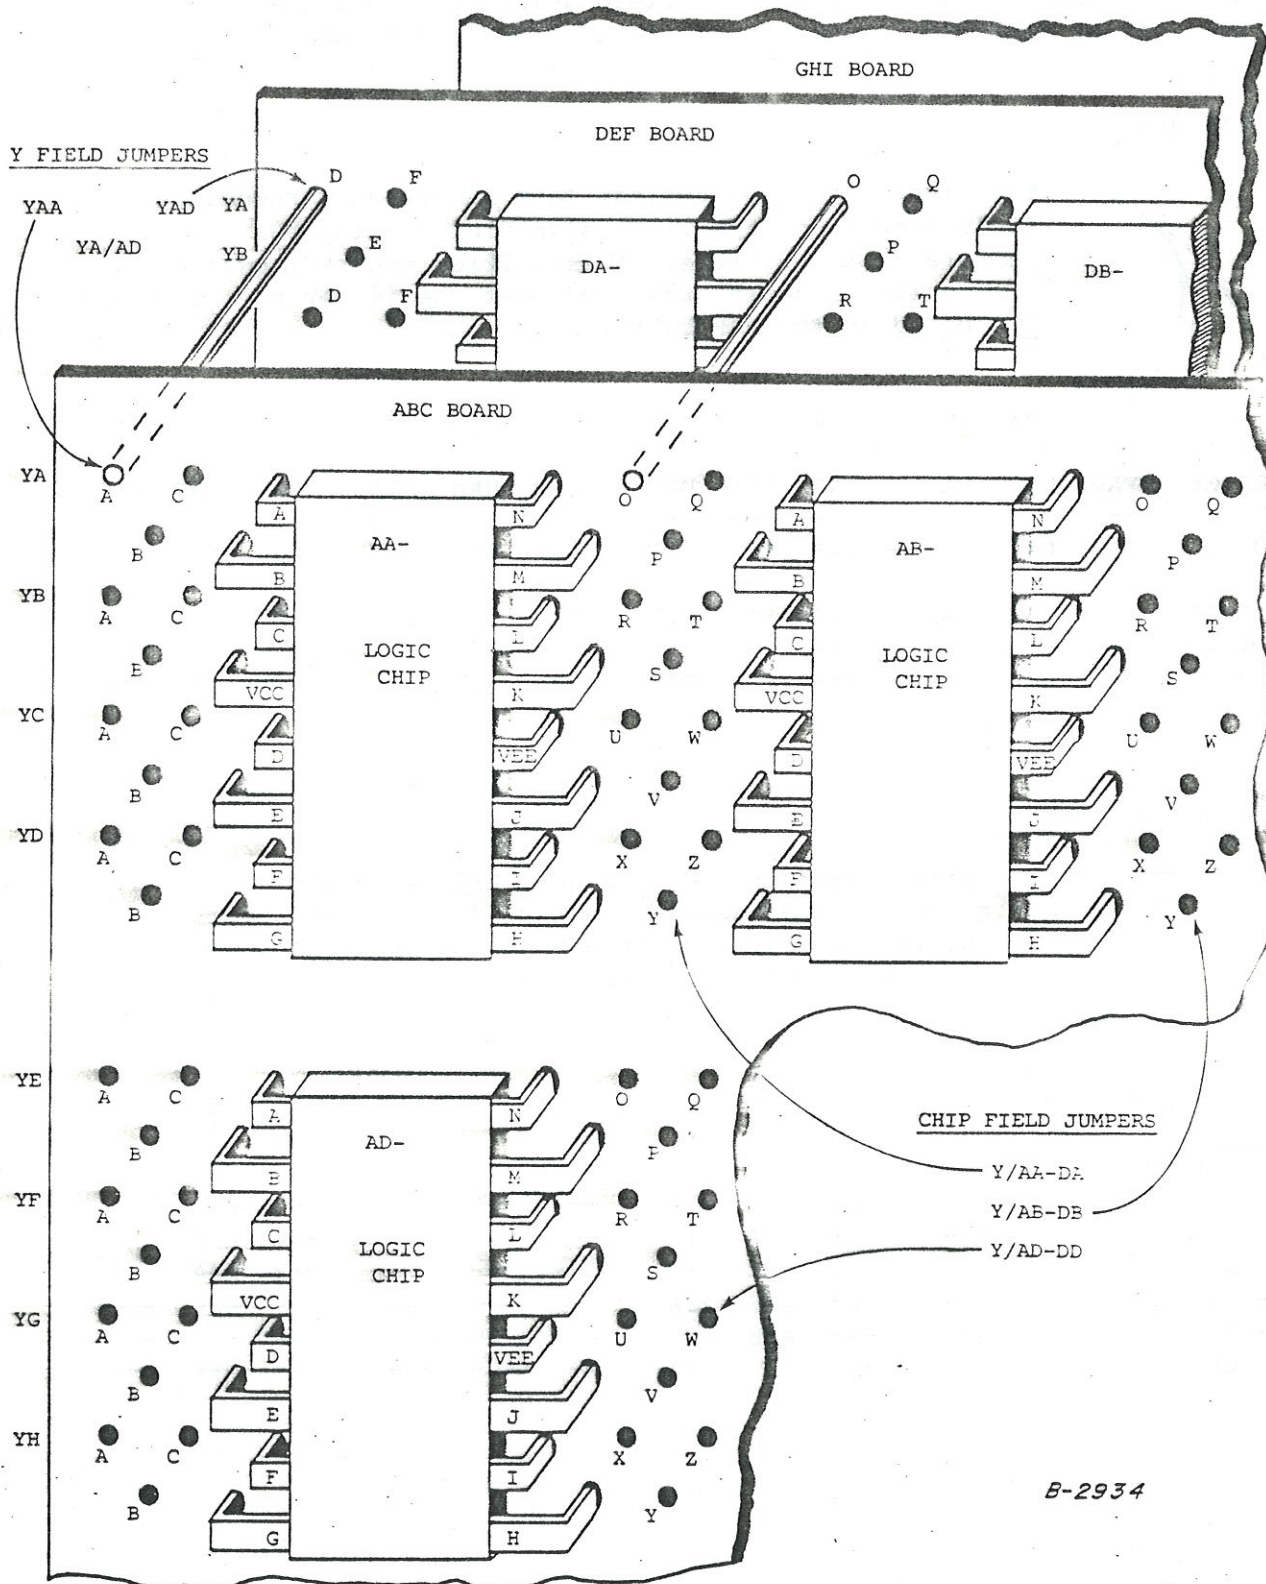 GHI BOARD
DEF BOARD
Y FIELD JUMPERS
D F O Q
YAA YAD YA
YA/AD YB E P
DA- DB-
D F R T
ABC BOARD
YA A C A N O Q A N O Q
AA- AB-
B B M P B M P
YB A C C L R T C L R T
LOGIC LOGIC
CHIP CHIP
B VCC K S VCC K S
YC A C D VEE U W D VEE U W
B E J V E J V
YD A C F I X Z F I X Z
B G H Y G H Y
YE A C A N O Q
CHIP FIELD JUMPERS
AD-
B B M P
Y/AA-DA
YF A C C L R T
Y/AB-DB
LOGIC
CHIP
Y/AD-DD
B VCC K S
YG A C D VEE U W
B E J V
YH A C F I X Z
B G H Y
B-2934